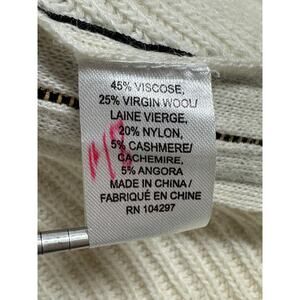 45% VISCOSE,
25% VIRGIN WOOL/
LAINE VIERGE,
20% NYLON,
5% CASHMERE/
CACHEMIRE,
5% ANGORA
MADE IN CHINA/
FABRIQUÉ EN CHINE
RN 104297